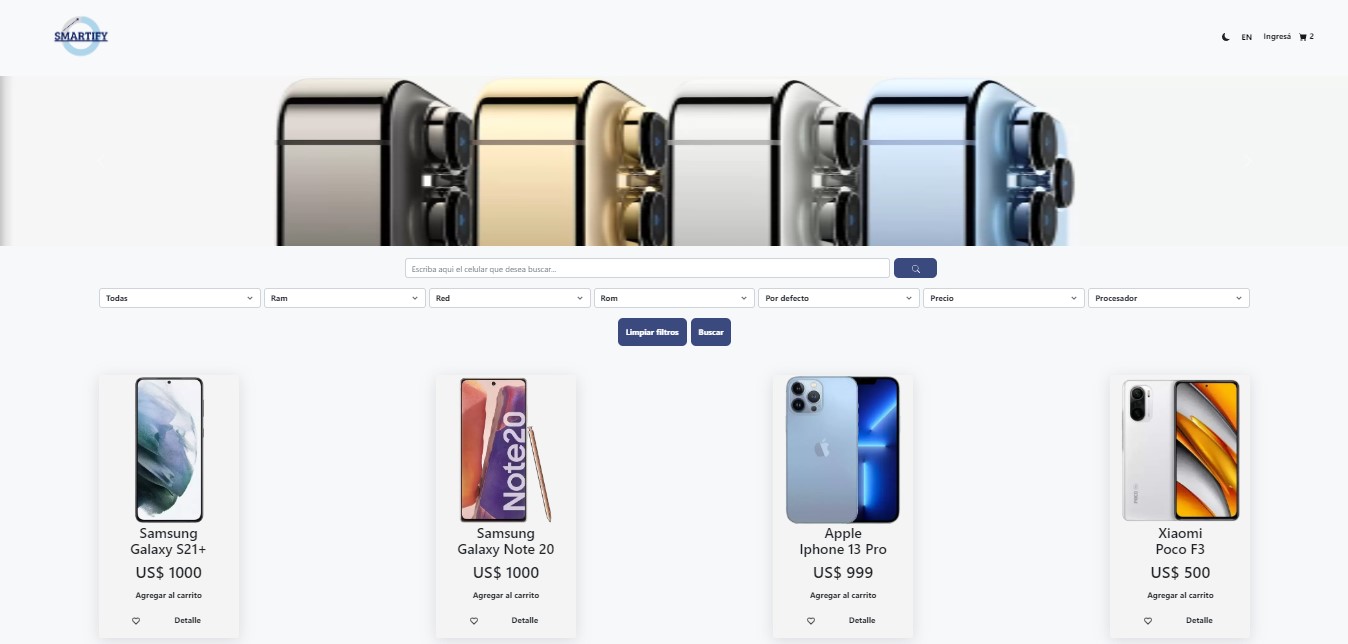 SMARTIFY
EN Ingresá 2
Escriba aqui el celular que desea buscar...
Todas Ram Red Rom Por defecto Precio Procesador
Limpiar filtros Buscar
Note20
Samsung
Galaxy S21+
US$ 1000
Agregar al carrito
Detalle
Samsung
Galaxy Note 20
US$ 1000
Agregar al carrito
Detalle
Apple
Iphone 13 Pro
US$ 999
Agregar al carrito
Detalle
Xiaomi
Poco F3
US$ 500
Agregar al carrito
Detalle